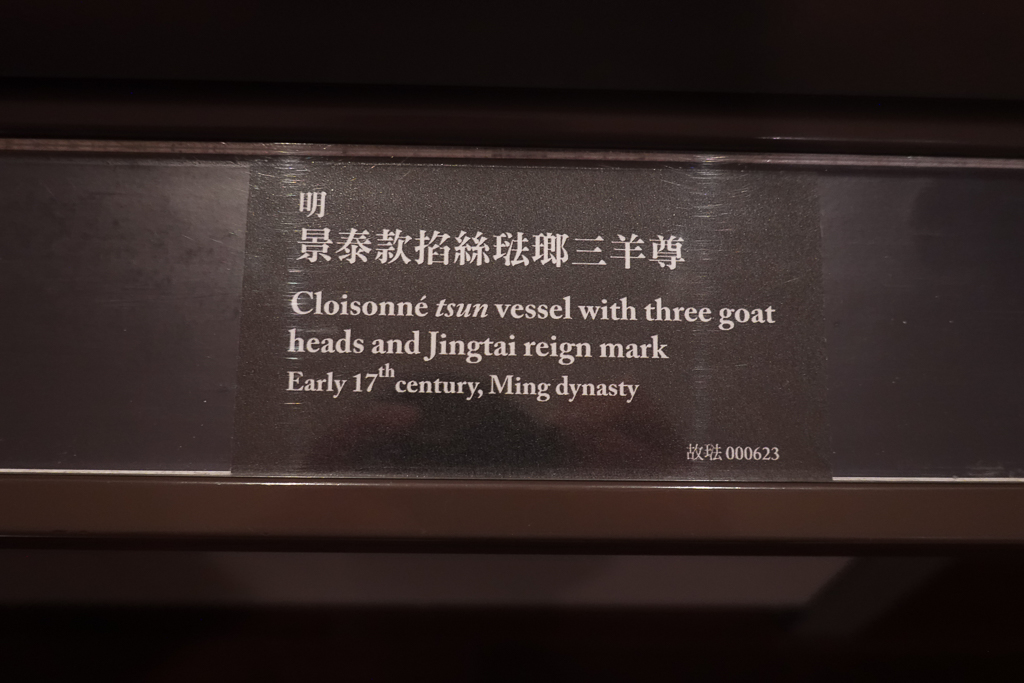 明
景泰款掐絲琺瑯三羊尊
Cloisonné tsun vessel with three goat
heads and Jingtai reign mark
Early 17th century, Ming dynasty
故琺 000623